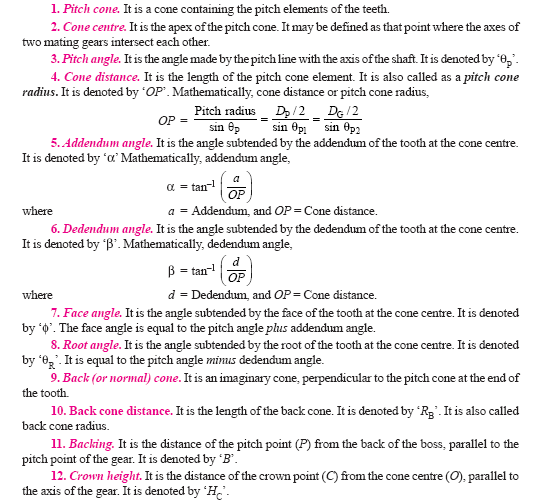 1. Pitch cone. It is a cone containing the pitch elements of the teeth.
2. Cone centre. It is the apex of the pitch cone. It may be defined as that point where the axes of
two mating gears intersect each other.
3. Pitch angle. It is the angle made by the pitch line with the axis of the shaft. It is denoted by ‘θP’.
4. Cone distance. It is the length of the pitch cone element. It is also called as a pitch cone
radius. It is denoted by ‘OP’. Mathematically, cone distance or pitch cone radius,
OP = Pitch radius / sin θP = DP / 2 / sin θP1 = DG / 2 / sin θP2
5. Addendum angle. It is the angle subtended by the addendum of the tooth at the cone centre.
It is denoted by ‘α’ Mathematically, addendum angle,
α = tan–1 (a / OP)
where a = Addendum, and OP = Cone distance.
6. Dedendum angle. It is the angle subtended by the dedendum of the tooth at the cone centre.
It is denoted by ‘β’. Mathematically, dedendum angle,
β = tan–1 (d / OP)
where d = Dedendum, and OP = Cone distance.
7. Face angle. It is the angle subtended by the face of the tooth at the cone centre. It is denoted
by ‘φ’. The face angle is equal to the pitch angle plus addendum angle.
8. Root angle. It is the angle subtended by the root of the tooth at the cone centre. It is denoted
by ‘θR’. It is equal to the pitch angle minus dedendum angle.
9. Back (or normal) cone. It is an imaginary cone, perpendicular to the pitch cone at the end of
the tooth.
10. Back cone distance. It is the length of the back cone. It is denoted by ‘RB’. It is also called
back cone radius.
11. Backing. It is the distance of the pitch point (P) from the back of the boss, parallel to the
pitch point of the gear. It is denoted by ‘B’.
12. Crown height. It is the distance of the crown point (C) from the cone centre (O), parallel to
the axis of the gear. It is denoted by ‘HC’.